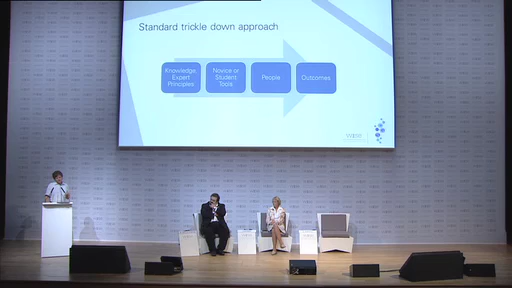 Standard trickle down approach
Knowledge
Expert
Principles
Novice or
Student
Tools
People
Outcomes